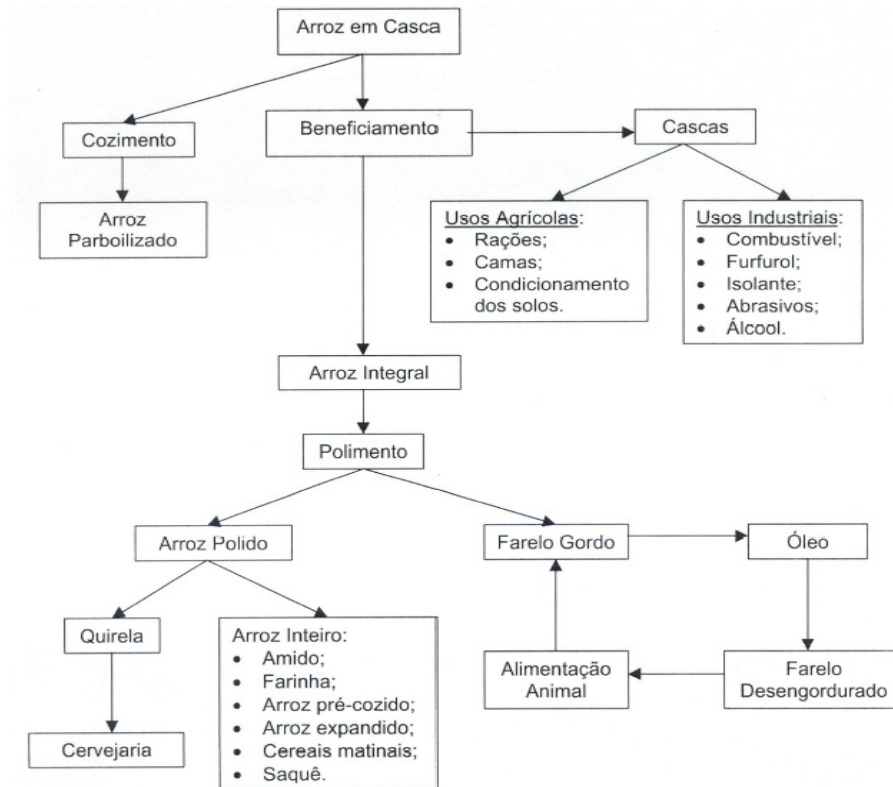 Arroz em Casca
Cozimento
Beneficiamento
Cascas
Arroz
Parboilizado
Usos Agrícolas:
• Rações;
• Camas;
• Condicionamento
dos solos.
Usos Industriais:
• Combustível;
• Furfurol;
• Isolante;
• Abrasivos;
• Álcool.
Arroz Integral
Polimento
Arroz Polido
Farelo Gordo
Óleo
Quirela
Arroz Inteiro:
• Amido;
• Farinha;
• Arroz pré-cozido;
• Arroz expandido;
• Cereais matinais;
• Saquê.
Alimentação
Animal
Farelo
Desengordurado
Cervejaria